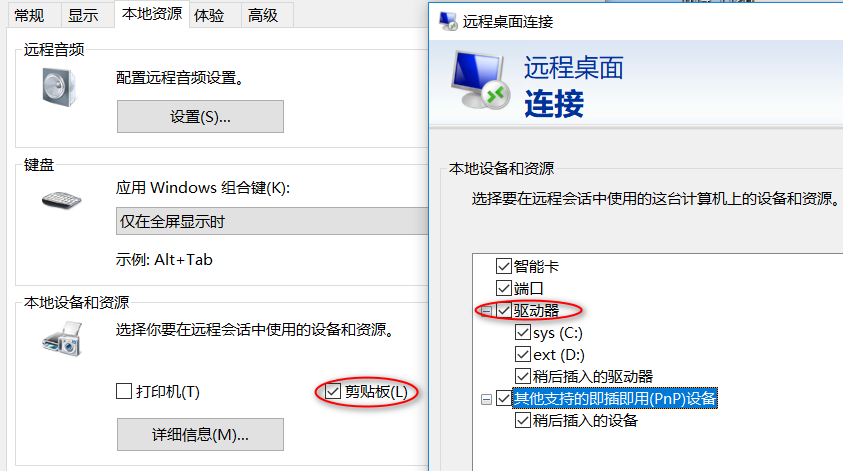 常规 显示 本地资源 体验 高级
远程音频
配置远程音频设置。
设置(S)...
键盘
应用 Windows 组合键(K):
仅在全屏显示时
示例: Alt+Tab
本地设备和资源
选择你要在远程会话中使用的设备和资源。
打印机(T) 剪贴板(L)
详细信息(M)...
远程桌面连接
远程桌面
连接
本地设备和资源
选择要在远程会话中使用的这台计算机上的设备和资源。
智能卡
端口
驱动器
sys (C:)
ext (D:)
稍后插入的驱动器
其他支持的即插即用(PnP)设备
稍后插入的设备